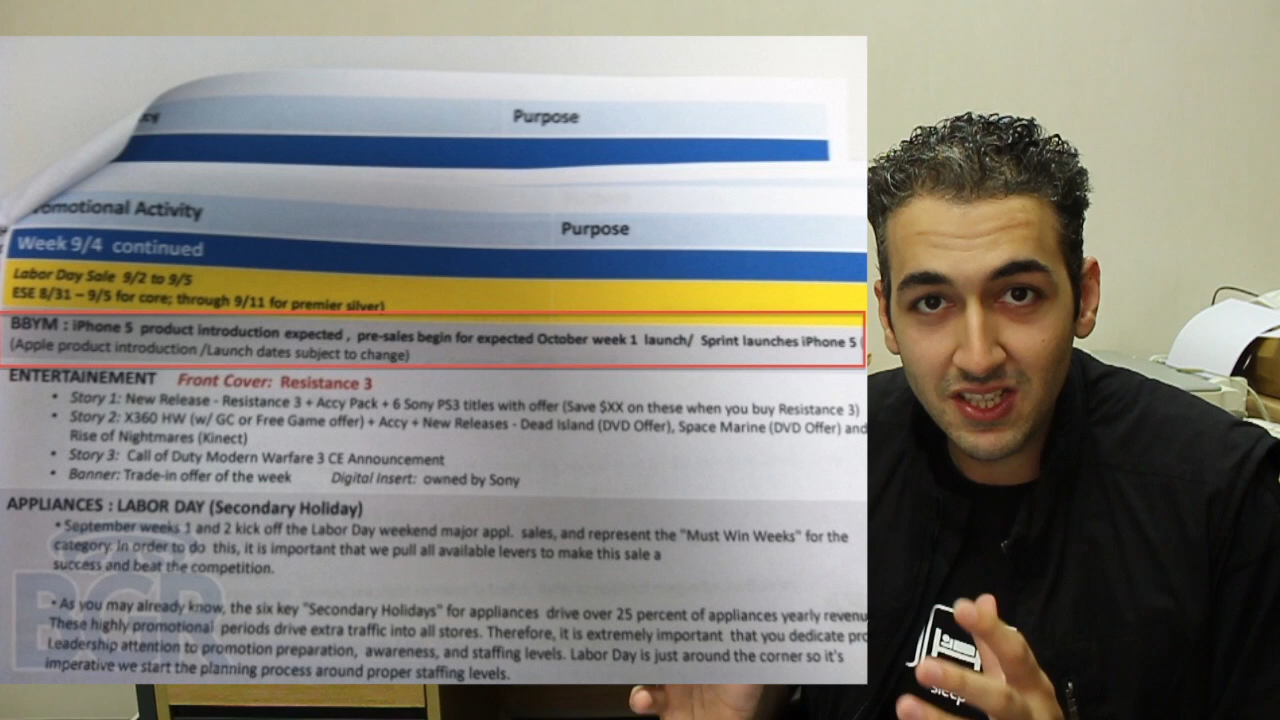 Purpose
Promotional Activity
Purpose
Week 9/4 continued
Labor Day Sale 9/2 to 9/5
ESE 8/31 – 9/5 for core; through 9/11 for premier silver)
BBYM : iPhone 5 product introduction expected , pre-sales begin for expected October week 1 launch/ Sprint launches iPhone 5
(Apple product introduction /Launch dates subject to change)
ENTERTAINEMENT Front Cover: Resistance 3
• Story 1: New Release - Resistance 3 + Accy Pack + 6 Sony PS3 titles with offer (Save $XX on these when you buy Resistance 3)
• Story 2: X360 HW (w/ GC or Free Game offer) + Accy + New Releases - Dead Island (DVD Offer), Space Marine (DVD Offer) and
Rise of Nightmares (Kinect)
• Story 3: Call of Duty Modern Warfare 3 CE Announcement
• Banner: Trade-in offer of the week Digital Insert: owned by Sony
APPLIANCES : LABOR DAY (Secondary Holiday)
• September weeks 1 and 2 kick off the Labor Day weekend major appl. sales, and represent the "Must Win Weeks" for the
category. In order to do this, it is important that we pull all available levers to make this sale a
success and beat the competition.
• As you may already know, the six key "Secondary Holidays" for appliances drive over 25 percent of appliances yearly revenu
These highly promotional periods drive extra traffic into all stores. Therefore, it is extremely important that you dedicate pro
Leadership attention to promotion preparation, awareness, and staffing levels. Labor Day is just around the corner so it's
imperative we start the planning process around proper staffing levels.
BGR
sleep